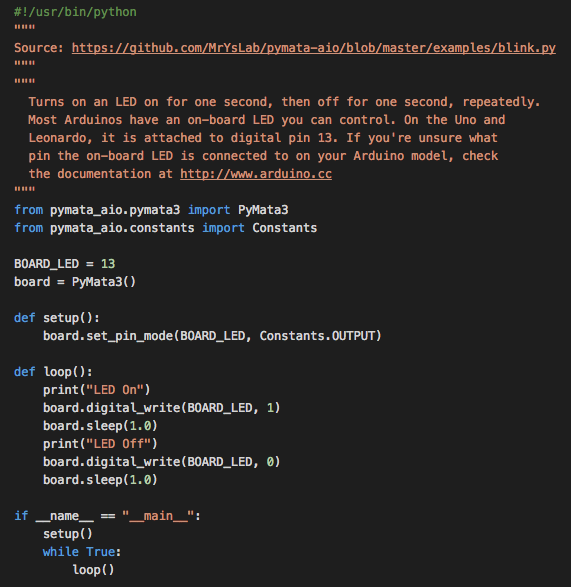 #!/usr/bin/python
"""
Source: https://github.com/MrYsLab/pymata-aio/blob/master/examples/blink.py
"""
"""
  Turns on an LED on for one second, then off for one second, repeatedly.
  Most Arduinos have an on-board LED you can control. On the Uno and
  Leonardo, it is attached to digital pin 13. If you're unsure what
  pin the on-board LED is connected to on your Arduino model, check
  the documentation at http://www.arduino.cc
"""
from pymata_aio.pymata3 import PyMata3
from pymata_aio.constants import Constants

BOARD_LED = 13
board = PyMata3()

def setup():
    board.set_pin_mode(BOARD_LED, Constants.OUTPUT)

def loop():
    print("LED On")
    board.digital_write(BOARD_LED, 1)
    board.sleep(1.0)
    print("LED Off")
    board.digital_write(BOARD_LED, 0)
    board.sleep(1.0)

if __name__ == "__main__":
    setup()
    while True:
        loop()